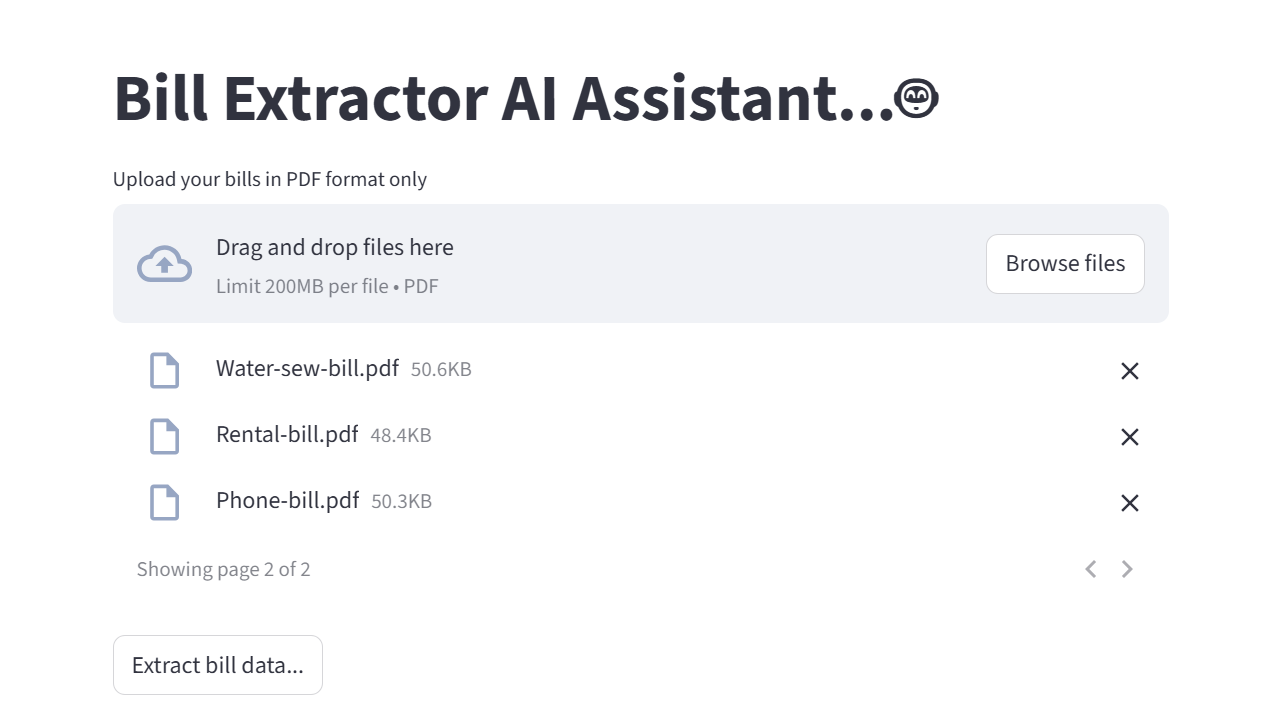 Bill Extractor AI Assistant...
Upload your bills in PDF format only
Drag and drop files here
Limit 200MB per file • PDF
Browse files
Water-sew-bill.pdf 50.6KB
Rental-bill.pdf 48.4KB
Phone-bill.pdf 50.3KB
Showing page 2 of 2
Extract bill data...